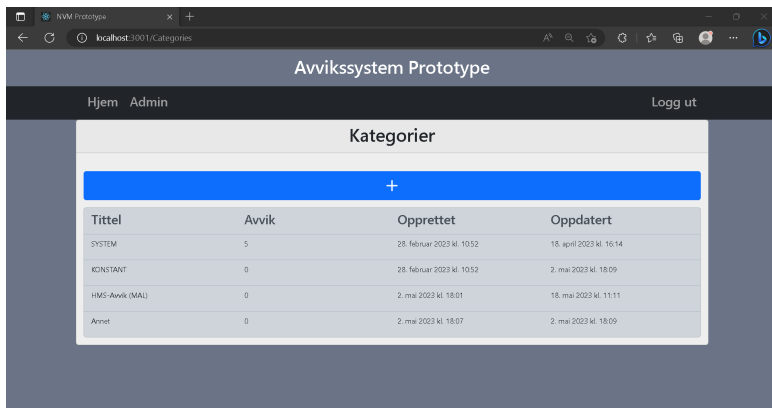 NVM Prototype
localhost:3001/Categories
Avvikssystem Prototype
Hjem Admin Logg ut
Kategorier
+
Tittel Avvik Opprettet Oppdatert
SYSTEM 5 28. februar 2023 kl. 10:52 18. april 2023 kl. 16:14
KONSTANT 0 28. februar 2023 kl. 10:52 2. mai 2023 kl. 18:09
HMS-Avvik (MAL) 0 2. mai 2023 kl. 18:01 18. mai 2023 kl. 11:11
Annet 0 2. mai 2023 kl. 18:07 2. mai 2023 kl. 18:09